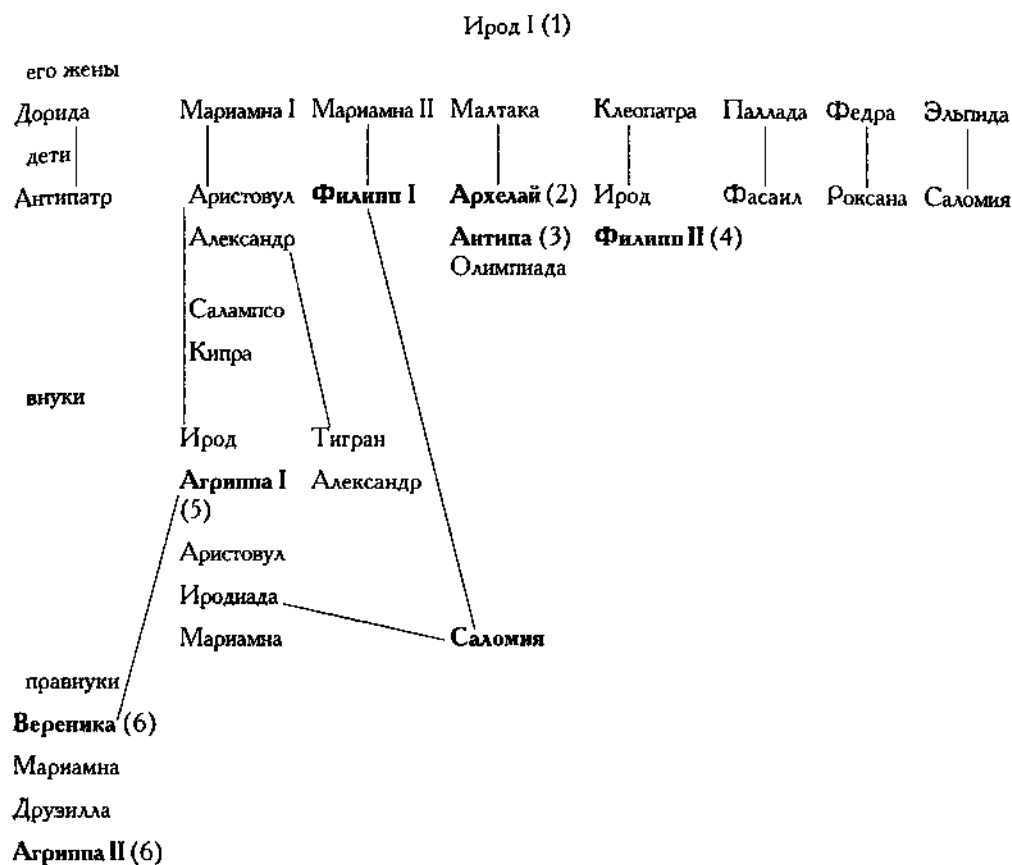 Ирод I (1)
его жены
Дорида Мариамна I Мариамна II Малтака Клеопатра Паллада Федра Эльпида
дети
Антипатр Аристовул Филипп I Архелай (2) Ирод Фасаил Роксана Саломия
Александр Антипа (3) Филипп II (4)
Олимпиада
Салампсо
Кипра
внуки
Ирод Тигран
Агриппа I Александр
(5)
Аристовул
Иродиада
Мариамна Саломия
правнуки
Вереника (6)
Мариамна
Друзилла
Агриппа II (6)